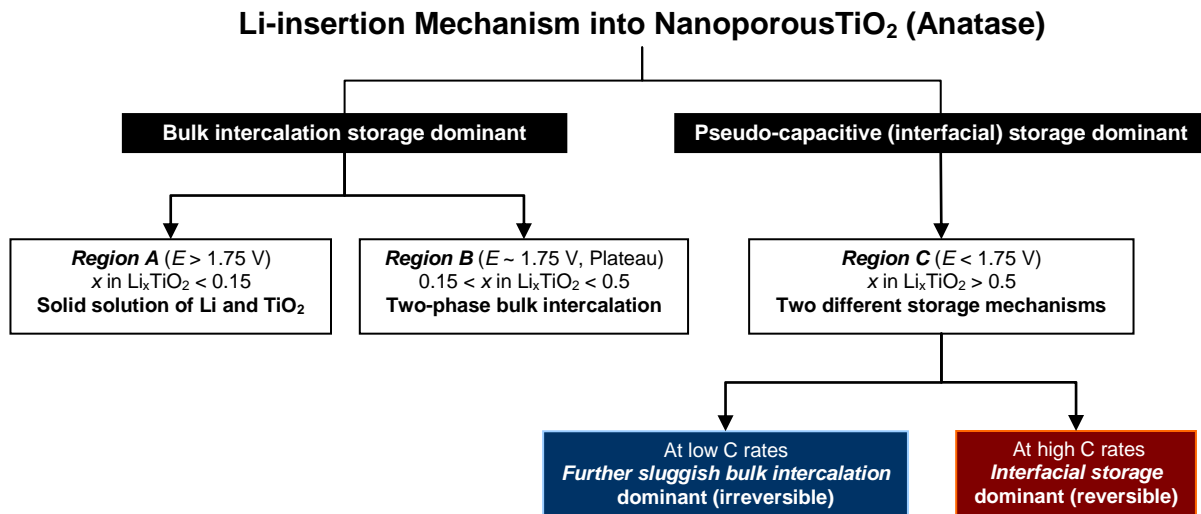 Li-insertion Mechanism into NanoporousTiO₂ (Anatase)
Bulk intercalation storage dominant
Pseudo-capacitive (interfacial) storage dominant
Region A (E > 1.75 V)
x in LiₓTiO₂ < 0.15
Solid solution of Li and TiO₂
Region B (E ~ 1.75 V, Plateau)
0.15 < x in LiₓTiO₂ < 0.5
Two-phase bulk intercalation
Region C (E < 1.75 V)
x in LiₓTiO₂ > 0.5
Two different storage mechanisms
At low C rates
Further sluggish bulk intercalation
dominant (irreversible)
At high C rates
Interfacial storage
dominant (reversible)